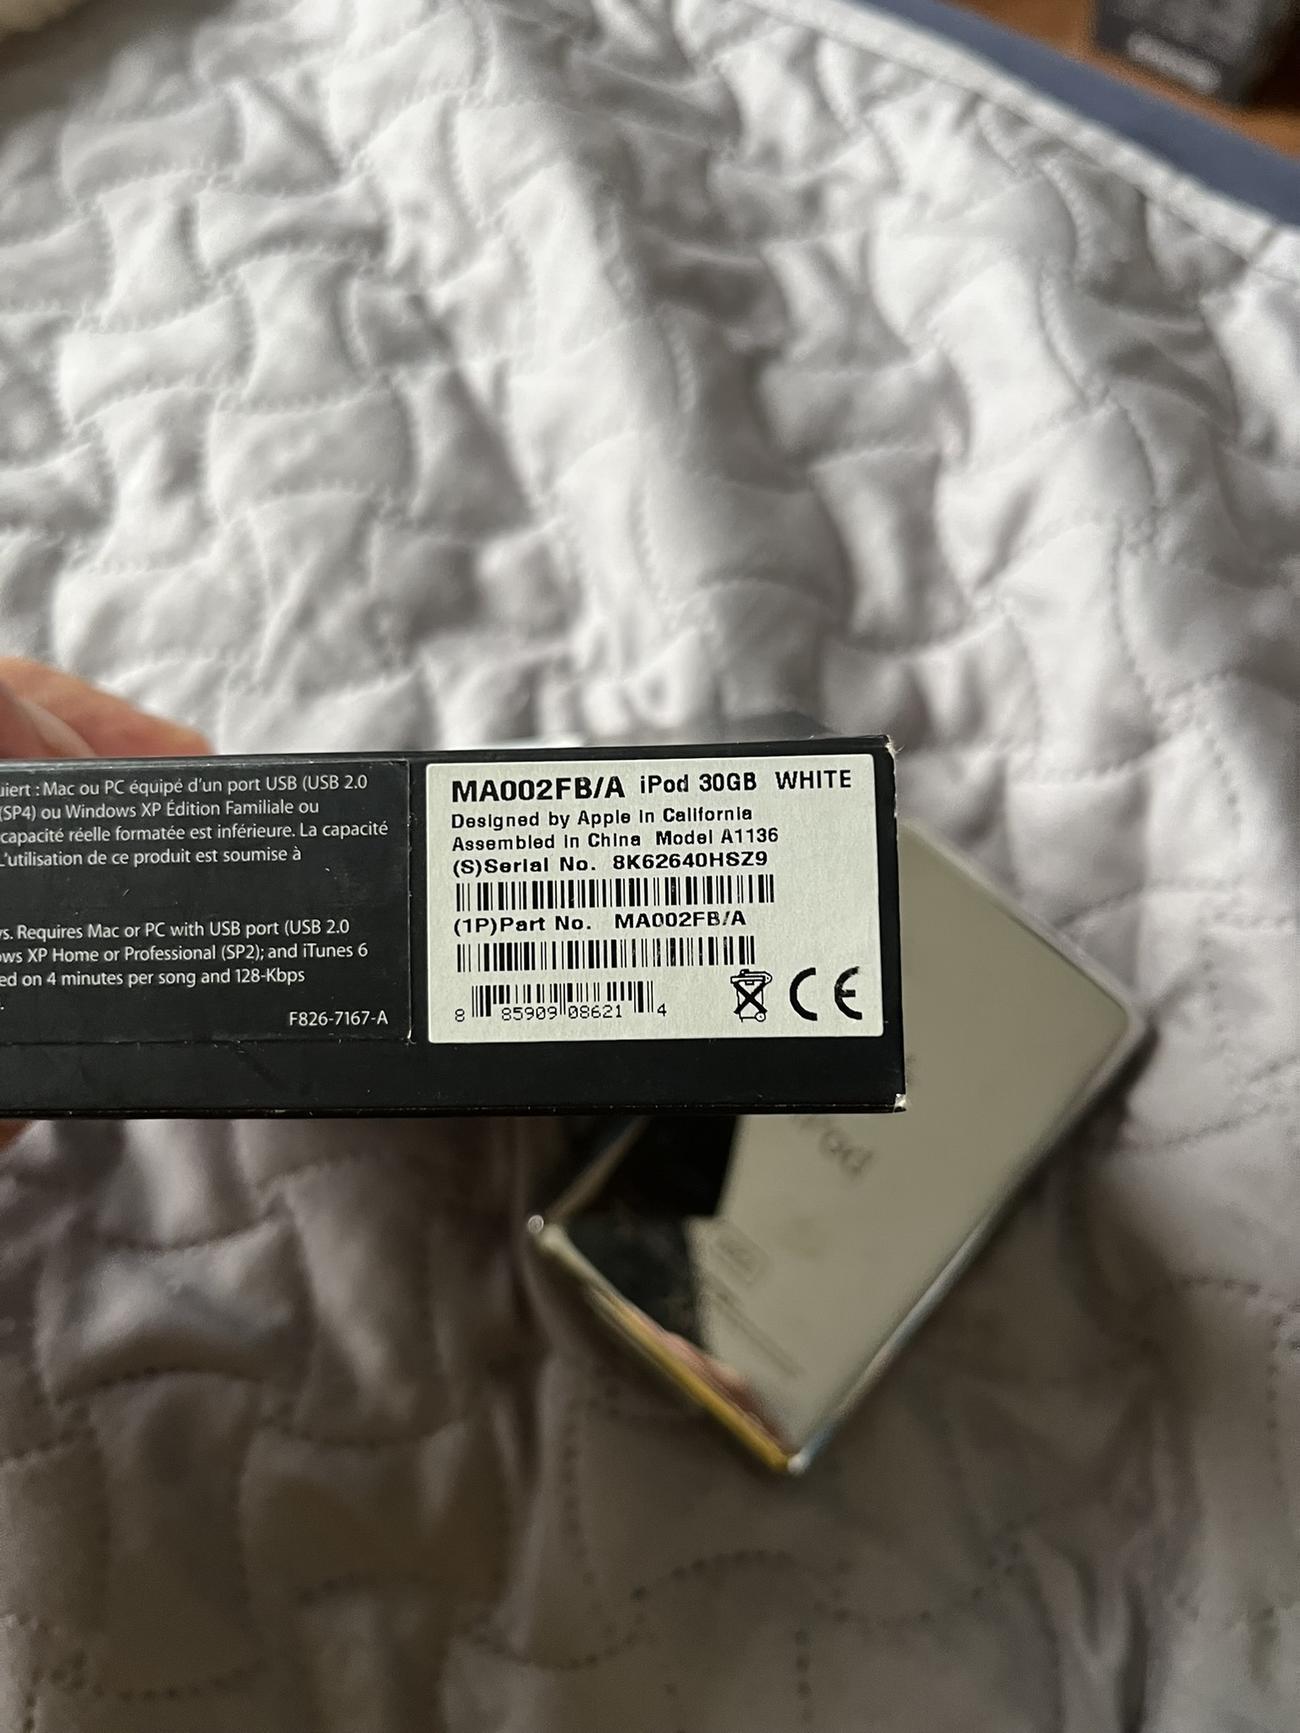 uiert : Mac ou PC équipé d'un port USB (USB 2.0
(SP4) ou Windows XP Édition Familiale ou
capacité réelle formatée est inférieure. La capacité
L'utilisation de ce produit est soumise à
vs. Requires Mac or PC with USB port (USB 2.0
ws XP Home or Professional (SP2); and iTunes 6
ed on 4 minutes per song and 128-Kbps
F826-7167-A
MA002FB/A iPod 30GB WHITE
Designed by Apple in California
Assembled in China Model A1136
(S)Serial No. 8K62640HSZ9
(1P)Part No. MA002FB/A
8 85909 08621 4
CE
iPod